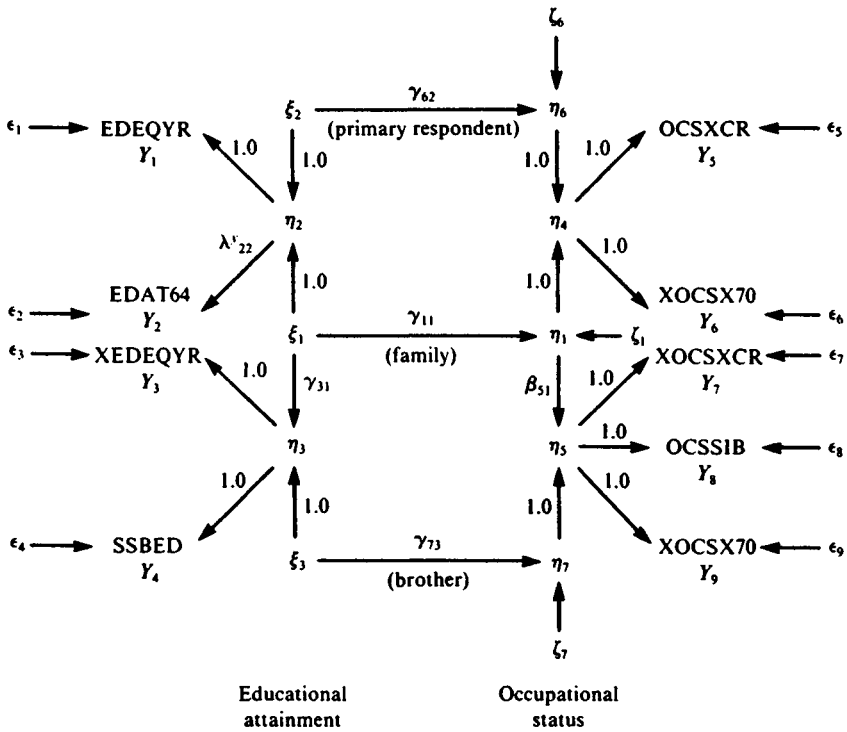 ζ₆
γ₆₂
ξ₂ η₆
(primary respondent)
ϵ₁ EDEQYR 1.0 1.0 1.0 1.0 OCSXCR ϵ₅
Y₁ Y₅
η₂ η₄
λʸ₂₂ 1.0 1.0 1.0
EDAT64 XOCSX70
ϵ₂ Y₂ Y₆ ϵ₆
γ₁₁
ξ₁ η₁ ζ₁
(family)
ϵ₃ XEDEQYR 1.0 γ₃₁ β₅₁ 1.0 XOCSXCR ϵ₇
Y₃ Y₇
η₃ η₅ 1.0 OCSSIB ϵ₈
Y₈
1.0 1.0 1.0 1.0
γ₇₃
ϵ₄ SSBED ξ₃ η₇ XOCSX70 ϵ₉
Y₄ (brother) Y₉
ζ₇
Educational Occupational
attainment status